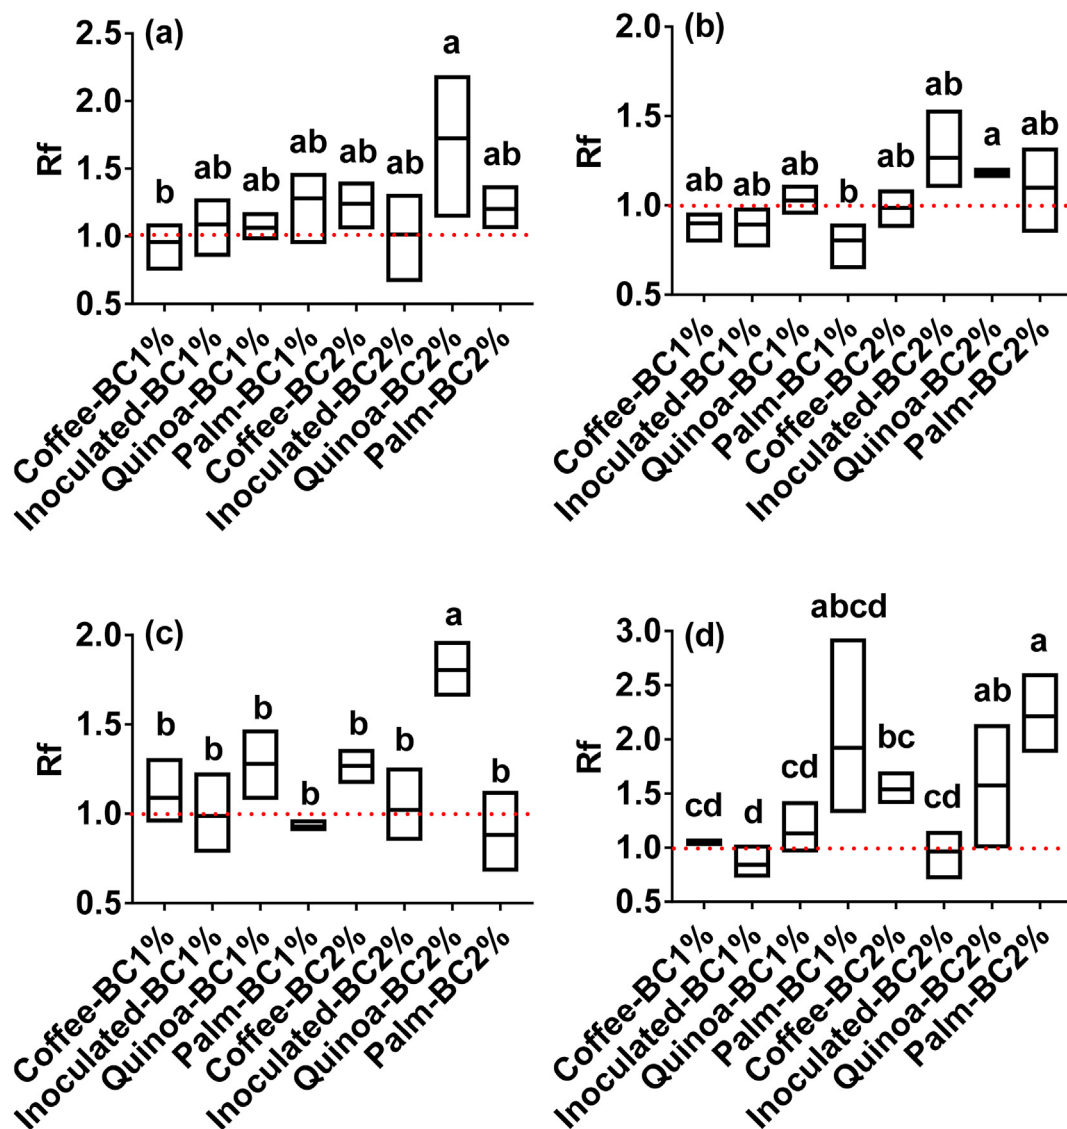 (a)
Rf
2.5
2.0
1.5
1.0
0.5
b
ab
ab
ab
ab
ab
a
ab
Coffee-BC1%
Inoculated-BC1%
Quinoa-BC1%
Palm-BC1%
Coffee-BC2%
Inoculated-BC2%
Quinoa-BC2%
Palm-BC2%
(b)
Rf
2.0
1.5
1.0
0.5
ab
ab
ab
b
ab
ab
a
ab
Coffee-BC1%
Inoculated-BC1%
Quinoa-BC1%
Palm-BC1%
Coffee-BC2%
Inoculated-BC2%
Quinoa-BC2%
Palm-BC2%
(c)
Rf
2.0
1.5
1.0
0.5
b
b
b
b
b
b
a
b
Coffee-BC1%
Inoculated-BC1%
Quinoa-BC1%
Palm-BC1%
Coffee-BC2%
Inoculated-BC2%
Quinoa-BC2%
Palm-BC2%
(d)
Rf
3.0
2.5
2.0
1.5
1.0
0.5
cd
d
cd
abcd
bc
cd
ab
a
Coffee-BC1%
Inoculated-BC1%
Quinoa-BC1%
Palm-BC1%
Coffee-BC2%
Inoculated-BC2%
Quinoa-BC2%
Palm-BC2%